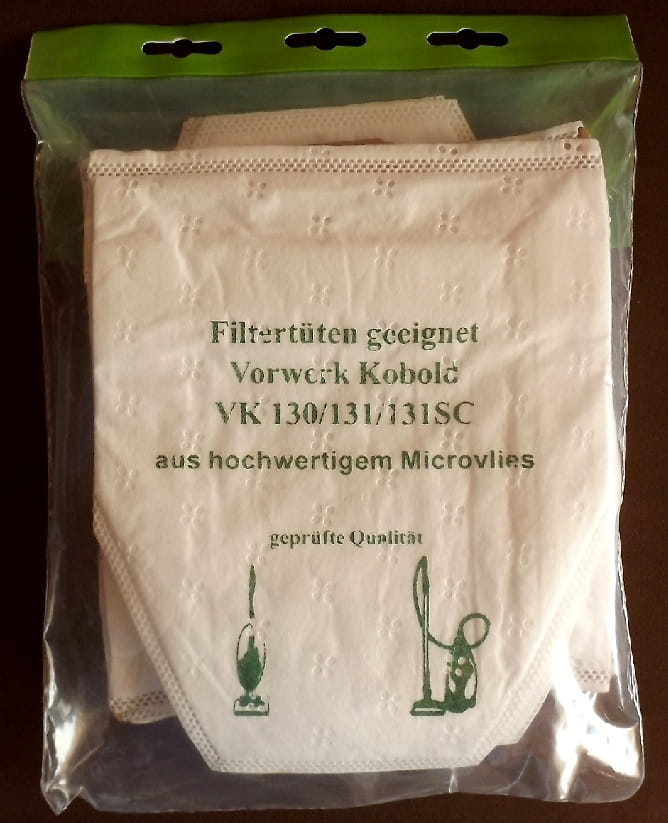 Filtertüten geeignet
Vorwerk Kobold
VK 130/131/131SC
aus hochwertigem Microvlies
geprüfte Qualität